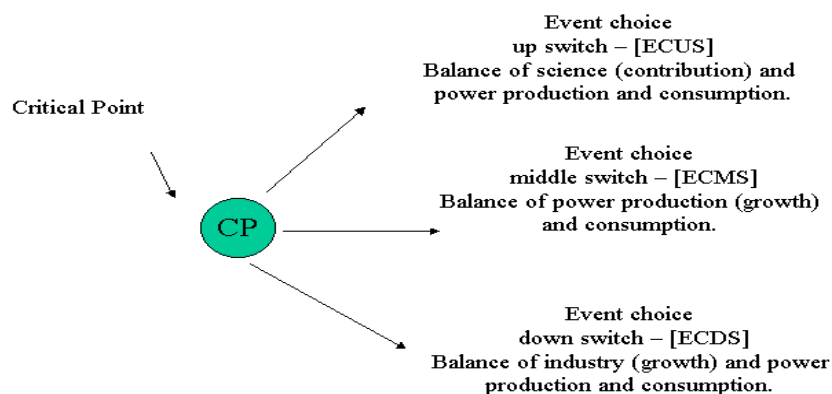 Event choice
up switch – [ECUS]
Balance of science (contribution) and
power production and consumption.
Critical Point
Event choice
middle switch – [ECMS]
Balance of power production (growth)
and consumption.
CP
Event choice
down switch – [ECDS]
Balance of industry (growth) and power
production and consumption.